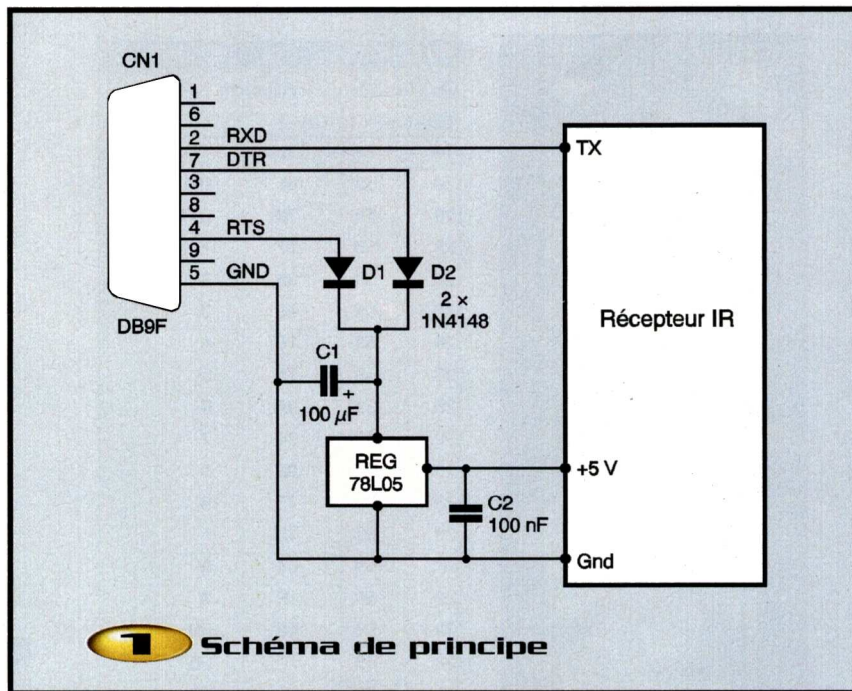 CN1
1
6
2 RXD
7 DTR
3
8
4 RTS
9
5 GND
DB9F
D1
D2
2 ×
1N4148
C1
+
100 µF
REG
78L05
C2
100 nF
TX
Récepteur IR
+5 V
Gnd
1 Schéma de principe